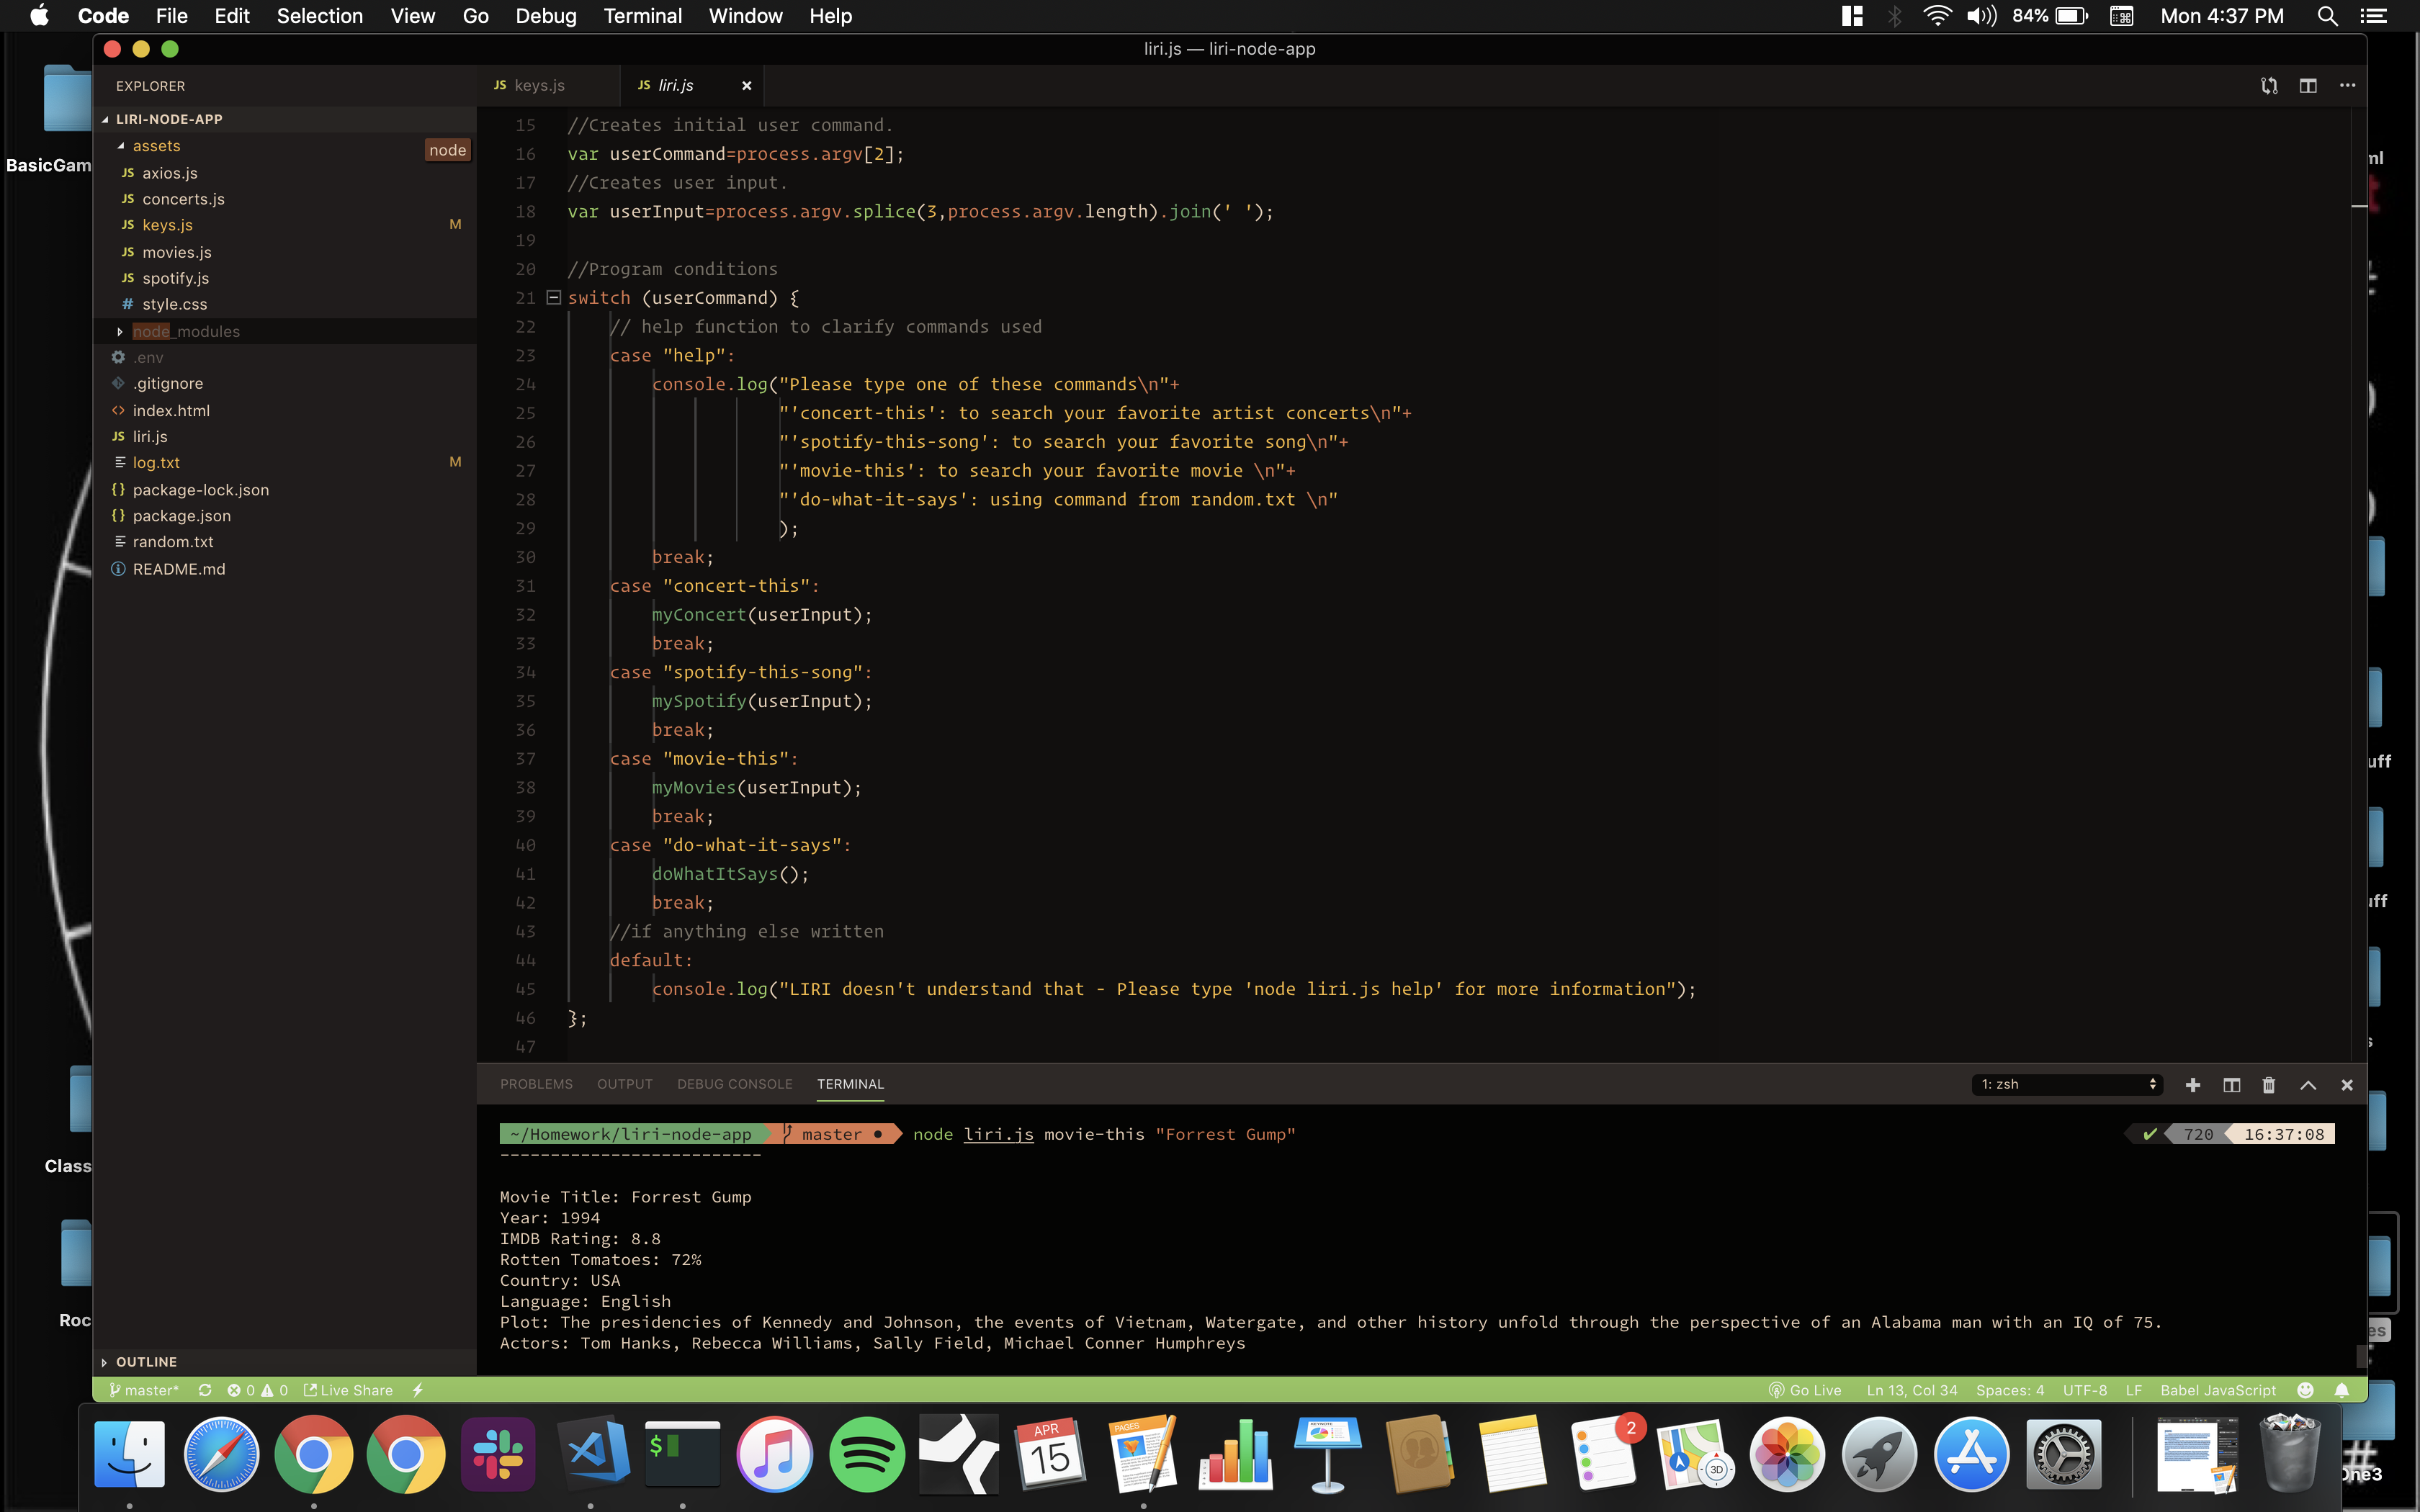 Code File Edit Selection View Go Debug Terminal Window Help 84% Mon 4:37 PM
liri.js — liri-node-app
BasicGam
Class
Roc
EXPLORER
LIRI-NODE-APP
assets
node
JS axios.js
JS concerts.js
JS keys.js M
JS movies.js
JS spotify.js
# style.css
node_modules
.env
.gitignore
<> index.html
JS liri.js
log.txt M
{} package-lock.json
{} package.json
random.txt
README.md
OUTLINE
JS keys.js JS liri.js ×
15 //Creates initial user command.
16 var userCommand=process.argv[2];
17 //Creates user input.
18 var userInput=process.argv.splice(3,process.argv.length).join(' ');
19
20 //Program conditions
21 switch (userCommand) {
22 // help function to clarify commands used
23 case "help":
24 console.log("Please type one of these commands\n"+
25 "'concert-this': to search your favorite artist concerts\n"+
26 "'spotify-this-song': to search your favorite song\n"+
27 "'movie-this': to search your favorite movie \n"+
28 "'do-what-it-says': using command from random.txt \n"
29 );
30 break;
31 case "concert-this":
32 myConcert(userInput);
33 break;
34 case "spotify-this-song":
35 mySpotify(userInput);
36 break;
37 case "movie-this":
38 myMovies(userInput);
39 break;
40 case "do-what-it-says":
41 doWhatItSays();
42 break;
43 //if anything else written
44 default:
45 console.log("LIRI doesn't understand that - Please type 'node liri.js help' for more information");
46 };
47
PROBLEMS OUTPUT DEBUG CONSOLE TERMINAL 1: zsh
~/Homework/liri-node-app master ● node liri.js movie-this "Forrest Gump" ✔ 720 16:37:08
--------------------------
Movie Title: Forrest Gump
Year: 1994
IMDB Rating: 8.8
Rotten Tomatoes: 72%
Country: USA
Language: English
Plot: The presidencies of Kennedy and Johnson, the events of Vietnam, Watergate, and other history unfold through the perspective of an Alabama man with an IQ of 75.
Actors: Tom Hanks, Rebecca Williams, Sally Field, Michael Conner Humphreys
master* 0 0 Live Share Go Live Ln 13, Col 34 Spaces: 4 UTF-8 LF Babel JavaScript
ml
uff
uff
s
es
One3
$
APR
15
PAGES
KEYNOTE
2
3D